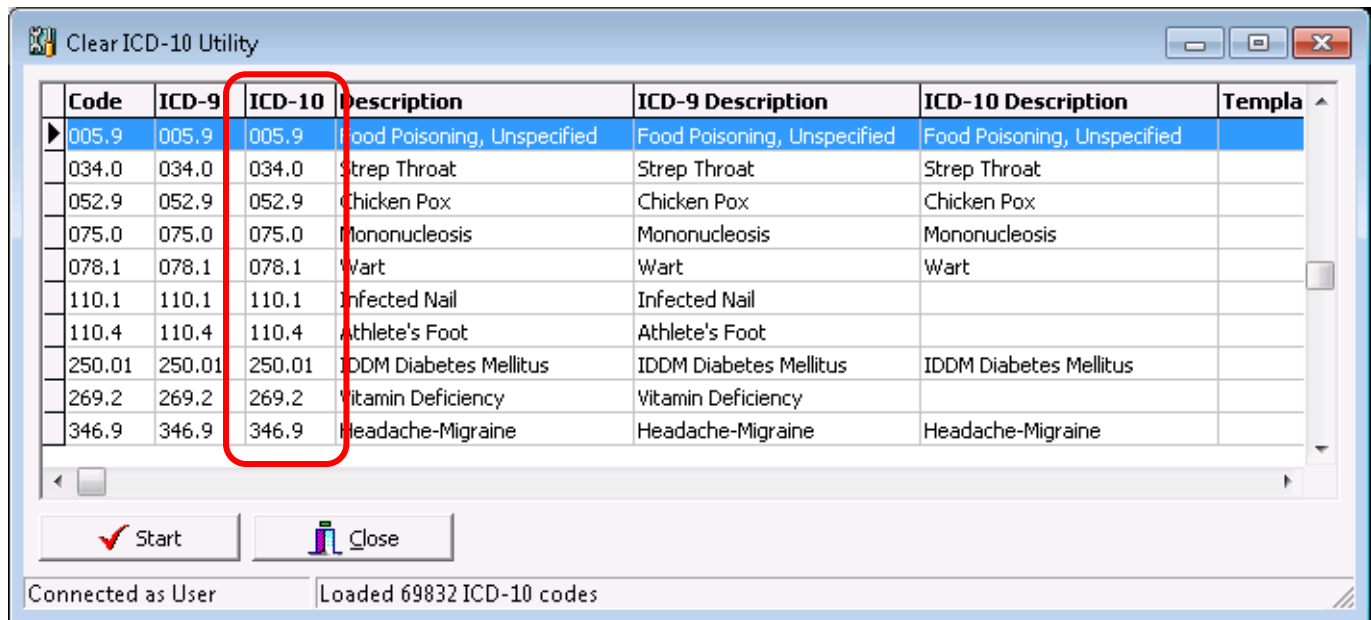 Clear ICD-10 Utility
Code ICD-9 ICD-10 Description ICD-9 Description ICD-10 Description Templa
005.9 005.9 005.9 Food Poisoning, Unspecified Food Poisoning, Unspecified Food Poisoning, Unspecified
034.0 034.0 034.0 Strep Throat Strep Throat Strep Throat
052.9 052.9 052.9 Chicken Pox Chicken Pox Chicken Pox
075.0 075.0 075.0 Mononucleosis Mononucleosis Mononucleosis
078.1 078.1 078.1 Wart Wart Wart
110.1 110.1 110.1 Infected Nail Infected Nail
110.4 110.4 110.4 Athlete's Foot Athlete's Foot
250.01 250.01 250.01 IDDM Diabetes Mellitus IDDM Diabetes Mellitus IDDM Diabetes Mellitus
269.2 269.2 269.2 Vitamin Deficiency Vitamin Deficiency
346.9 346.9 346.9 Headache-Migraine Headache-Migraine Headache-Migraine
Start Close
Connected as User Loaded 69832 ICD-10 codes